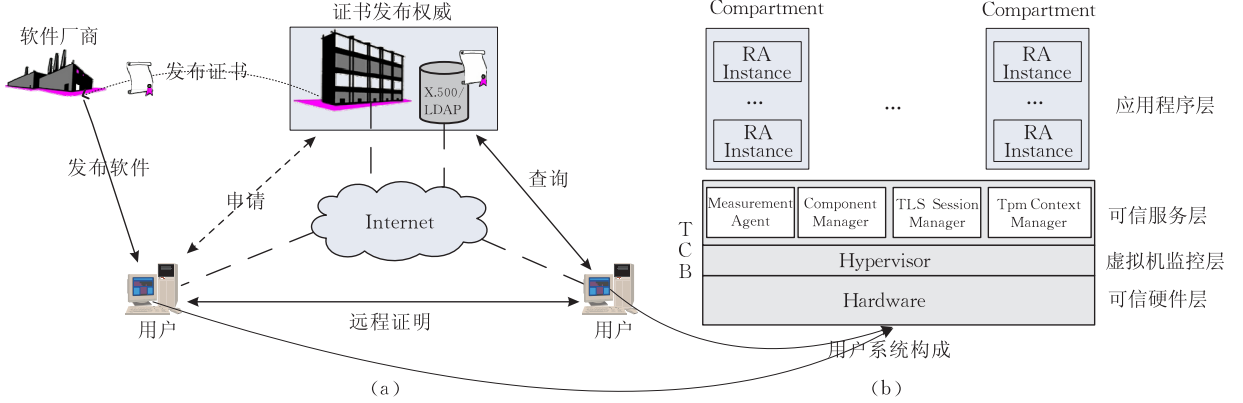 证书发布权威
软件厂商
发布证书
X.500/
LDAP
发布软件
申请
查询
Internet
用户
远程证明
用户
(a)
Compartment
Compartment
RA
Instance
...
RA
Instance
...
RA
Instance
...
RA
Instance
应用程序层
TCB
Measurement
Agent
Component
Manager
TLS Session
Manager
Tpm Context
Manager
可信服务层
Hypervisor
虚拟机监控层
Hardware
可信硬件层
用户系统构成
(b)